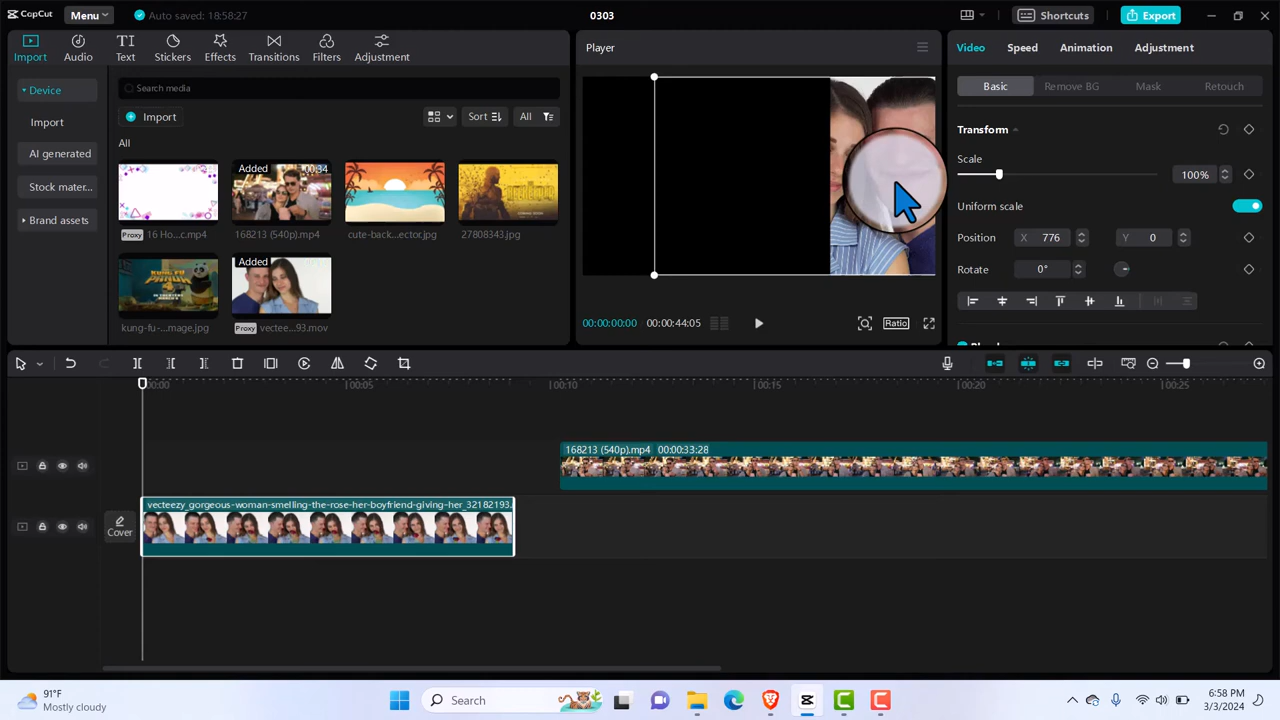 CapCut
Menu
Auto saved: 18:58:27
0303
Shortcuts
Export
Import
Audio
Text
Stickers
Effects
Transitions
Filters
Adjustment
Device
Import
AI generated
Stock mater...
Brand assets
Search media
Import
Sort
All
All
Proxy
16 Ho...c.mp4
Added
00:34
168213 (540p).mp4
cute-back...ector.jpg
27808343.jpg
kung-fu-...mage.jpg
Added
Proxy
vectee...93.mov
Player
00:00:00:00
00:00:44:05
Ratio
Video
Speed
Animation
Adjustment
Basic
Remove BG
Mask
Retouch
Transform
Scale
100%
Uniform scale
Position
X 776
Y 0
Rotate
0°
00:00
00:05
00:10
00:15
00:20
00:25
168213 (540p).mp4 00:00:33:28
Cover
vecteezy_gorgeous-woman-smelling-the-rose-her-boyfriend-giving-her_32182193.
91°F
Mostly cloudy
Search
6:58 PM
3/3/2024